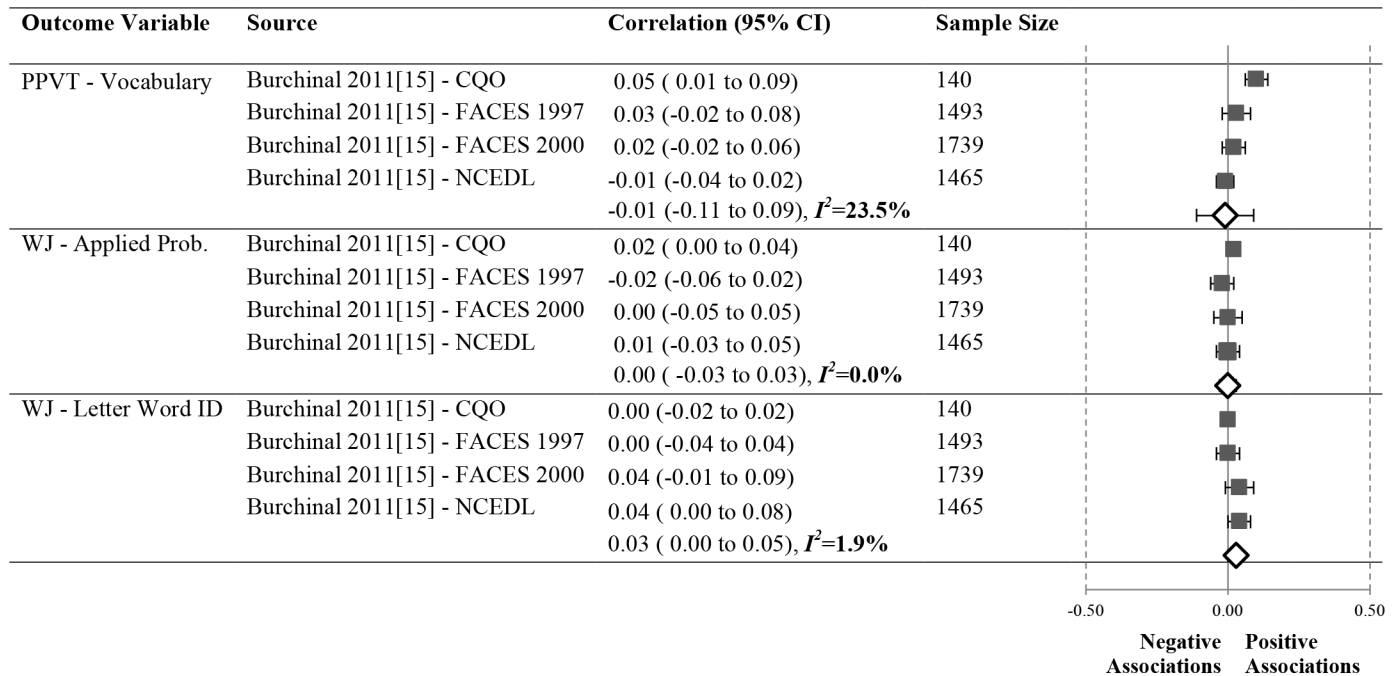 Outcome Variable Source Correlation (95% CI) Sample Size
PPVT - Vocabulary Burchinal 2011[15] - CQO 0.05 ( 0.01 to 0.09) 140
Burchinal 2011[15] - FACES 1997 0.03 (-0.02 to 0.08) 1493
Burchinal 2011[15] - FACES 2000 0.02 (-0.02 to 0.06) 1739
Burchinal 2011[15] - NCEDL -0.01 (-0.04 to 0.02) 1465
-0.01 (-0.11 to 0.09), I²=23.5%
WJ - Applied Prob. Burchinal 2011[15] - CQO 0.02 ( 0.00 to 0.04) 140
Burchinal 2011[15] - FACES 1997 -0.02 (-0.06 to 0.02) 1493
Burchinal 2011[15] - FACES 2000 0.00 (-0.05 to 0.05) 1739
Burchinal 2011[15] - NCEDL 0.01 (-0.03 to 0.05) 1465
0.00 ( -0.03 to 0.03), I²=0.0%
WJ - Letter Word ID Burchinal 2011[15] - CQO 0.00 (-0.02 to 0.02) 140
Burchinal 2011[15] - FACES 1997 0.00 (-0.04 to 0.04) 1493
Burchinal 2011[15] - FACES 2000 0.04 (-0.01 to 0.09) 1739
Burchinal 2011[15] - NCEDL 0.04 ( 0.00 to 0.08) 1465
0.03 ( 0.00 to 0.05), I²=1.9%
-0.50 0.00 0.50
Negative Positive
Associations Associations